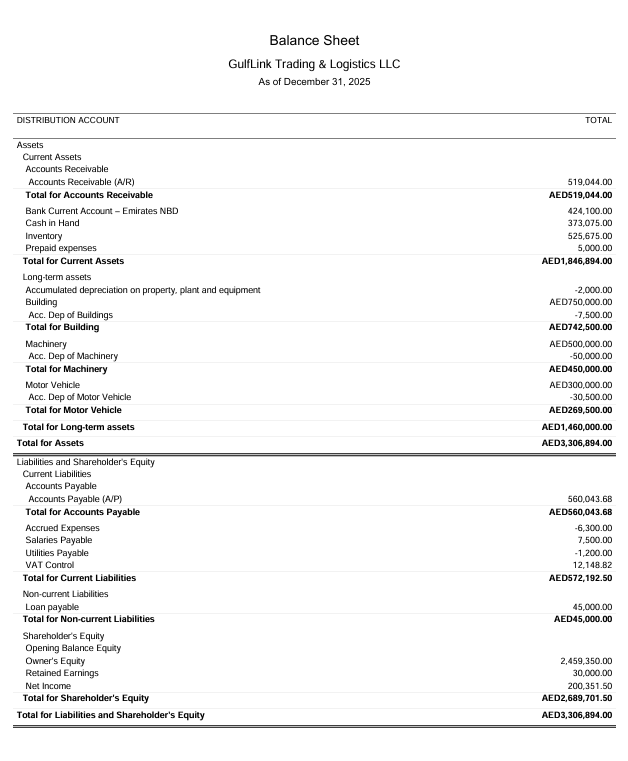 Balance Sheet
GulfLink Trading & Logistics LLC
As of December 31, 2025
DISTRIBUTION ACCOUNT TOTAL
Assets
Current Assets
Accounts Receivable
Accounts Receivable (A/R) 519,044.00
Total for Accounts Receivable AED519,044.00
Bank Current Account – Emirates NBD 424,100.00
Cash in Hand 373,075.00
Inventory 525,675.00
Prepaid expenses 5,000.00
Total for Current Assets AED1,846,894.00
Long-term assets
Accumulated depreciation on property, plant and equipment -2,000.00
Building AED750,000.00
Acc. Dep of Buildings -7,500.00
Total for Building AED742,500.00
Machinery AED500,000.00
Acc. Dep of Machinery -50,000.00
Total for Machinery AED450,000.00
Motor Vehicle AED300,000.00
Acc. Dep of Motor Vehicle -30,500.00
Total for Motor Vehicle AED269,500.00
Total for Long-term assets AED1,460,000.00
Total for Assets AED3,306,894.00
Liabilities and Shareholder's Equity
Current Liabilities
Accounts Payable
Accounts Payable (A/P) 560,043.68
Total for Accounts Payable AED560,043.68
Accrued Expenses -6,300.00
Salaries Payable 7,500.00
Utilities Payable -1,200.00
VAT Control 12,148.82
Total for Current Liabilities AED572,192.50
Non-current Liabilities
Loan payable 45,000.00
Total for Non-current Liabilities AED45,000.00
Shareholder's Equity
Opening Balance Equity
Owner's Equity 2,459,350.00
Retained Earnings 30,000.00
Net Income 200,351.50
Total for Shareholder's Equity AED2,689,701.50
Total for Liabilities and Shareholder's Equity AED3,306,894.00